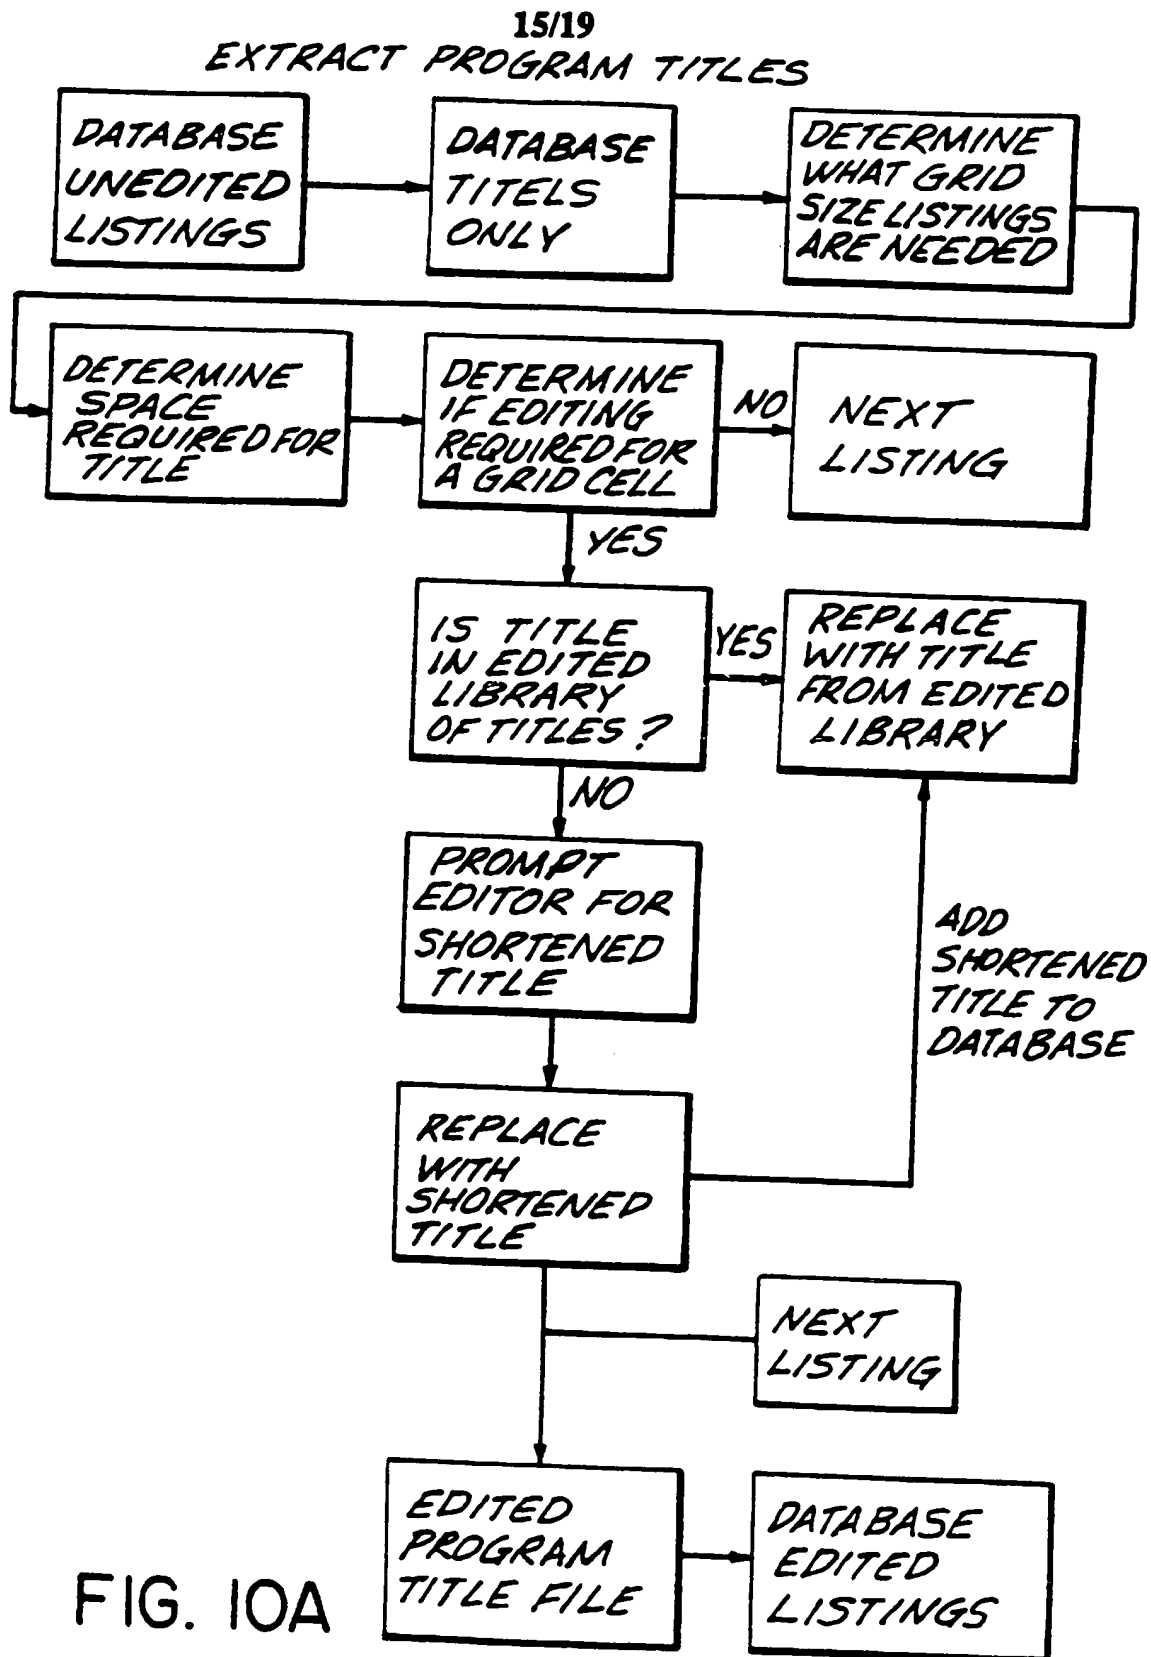 15/19
EXTRACT PROGRAM TITLES
DATABASE
UNEDITED
LISTINGS
DATABASE
TITELS
ONLY
DETERMINE
WHAT GRID
SIZE LISTINGS
ARE NEEDED
DETERMINE
SPACE
REQUIRED FOR
TITLE
DETERMINE
IF EDITING
REQUIRED FOR
A GRID CELL
NO
NEXT
LISTING
YES
IS TITLE
IN EDITED
LIBRARY
OF TITLES?
YES
REPLACE
WITH TITLE
FROM EDITED
LIBRARY
NO
PROMPT
EDITOR FOR
SHORTENED
TITLE
ADD
SHORTENED
TITLE TO
DATABASE
REPLACE
WITH
SHORTENED
TITLE
NEXT
LISTING
EDITED
PROGRAM
TITLE FILE
DATABASE
EDITED
LISTINGS
FIG. 10A